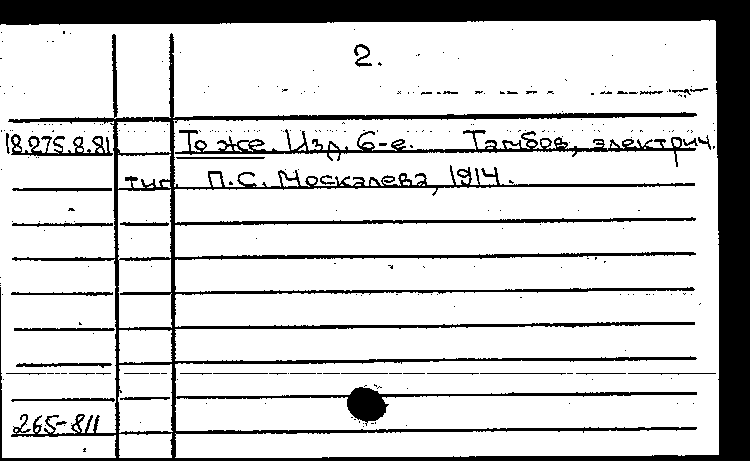 2.
18.275.8.81 То же. Изд. 6-е. Тамбов, электрич.
тип. П.С. Москалева, 1914.
265-811